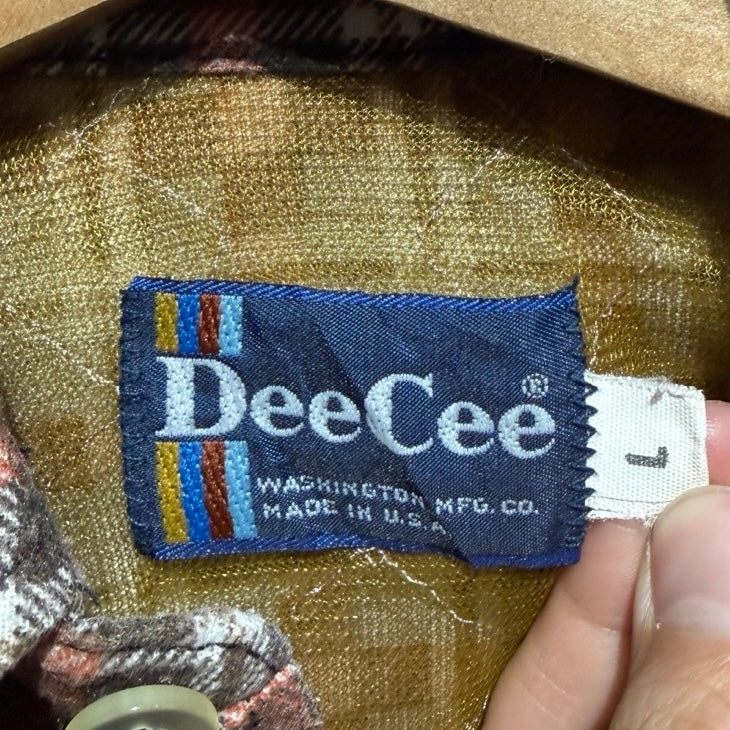 DeeCee®
WASHINGTON MFG. CO.
MADE IN U.S.A.
L